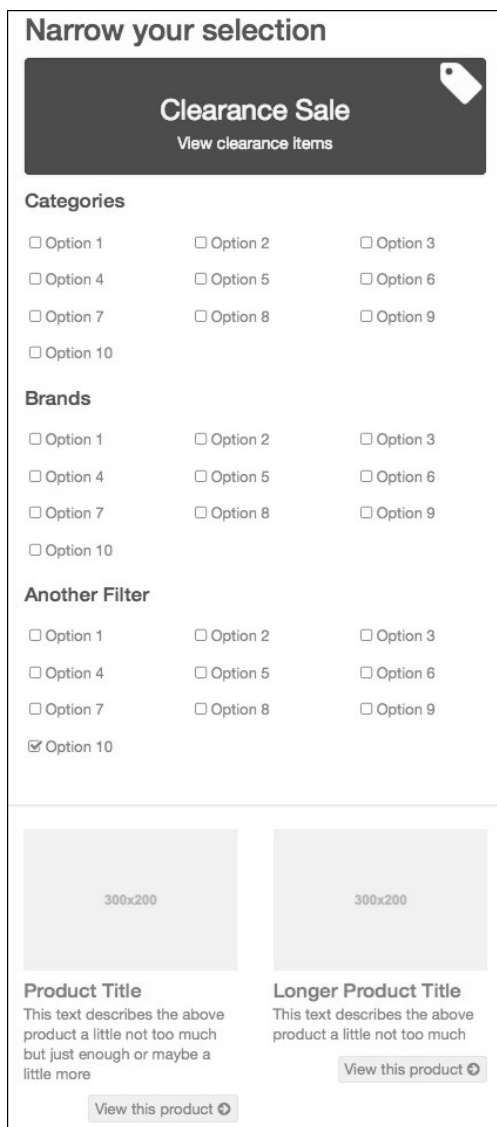 Narrow your selection
Clearance Sale
View clearance items
Categories
Option 1 Option 2 Option 3
Option 4 Option 5 Option 6
Option 7 Option 8 Option 9
Option 10
Brands
Option 1 Option 2 Option 3
Option 4 Option 5 Option 6
Option 7 Option 8 Option 9
Option 10
Another Filter
Option 1 Option 2 Option 3
Option 4 Option 5 Option 6
Option 7 Option 8 Option 9
Option 10
300x200
Product Title
This text describes the above
product a little not too much
but just enough or maybe a
little more
View this product
300x200
Longer Product Title
This text describes the above
product a little not too much
View this product